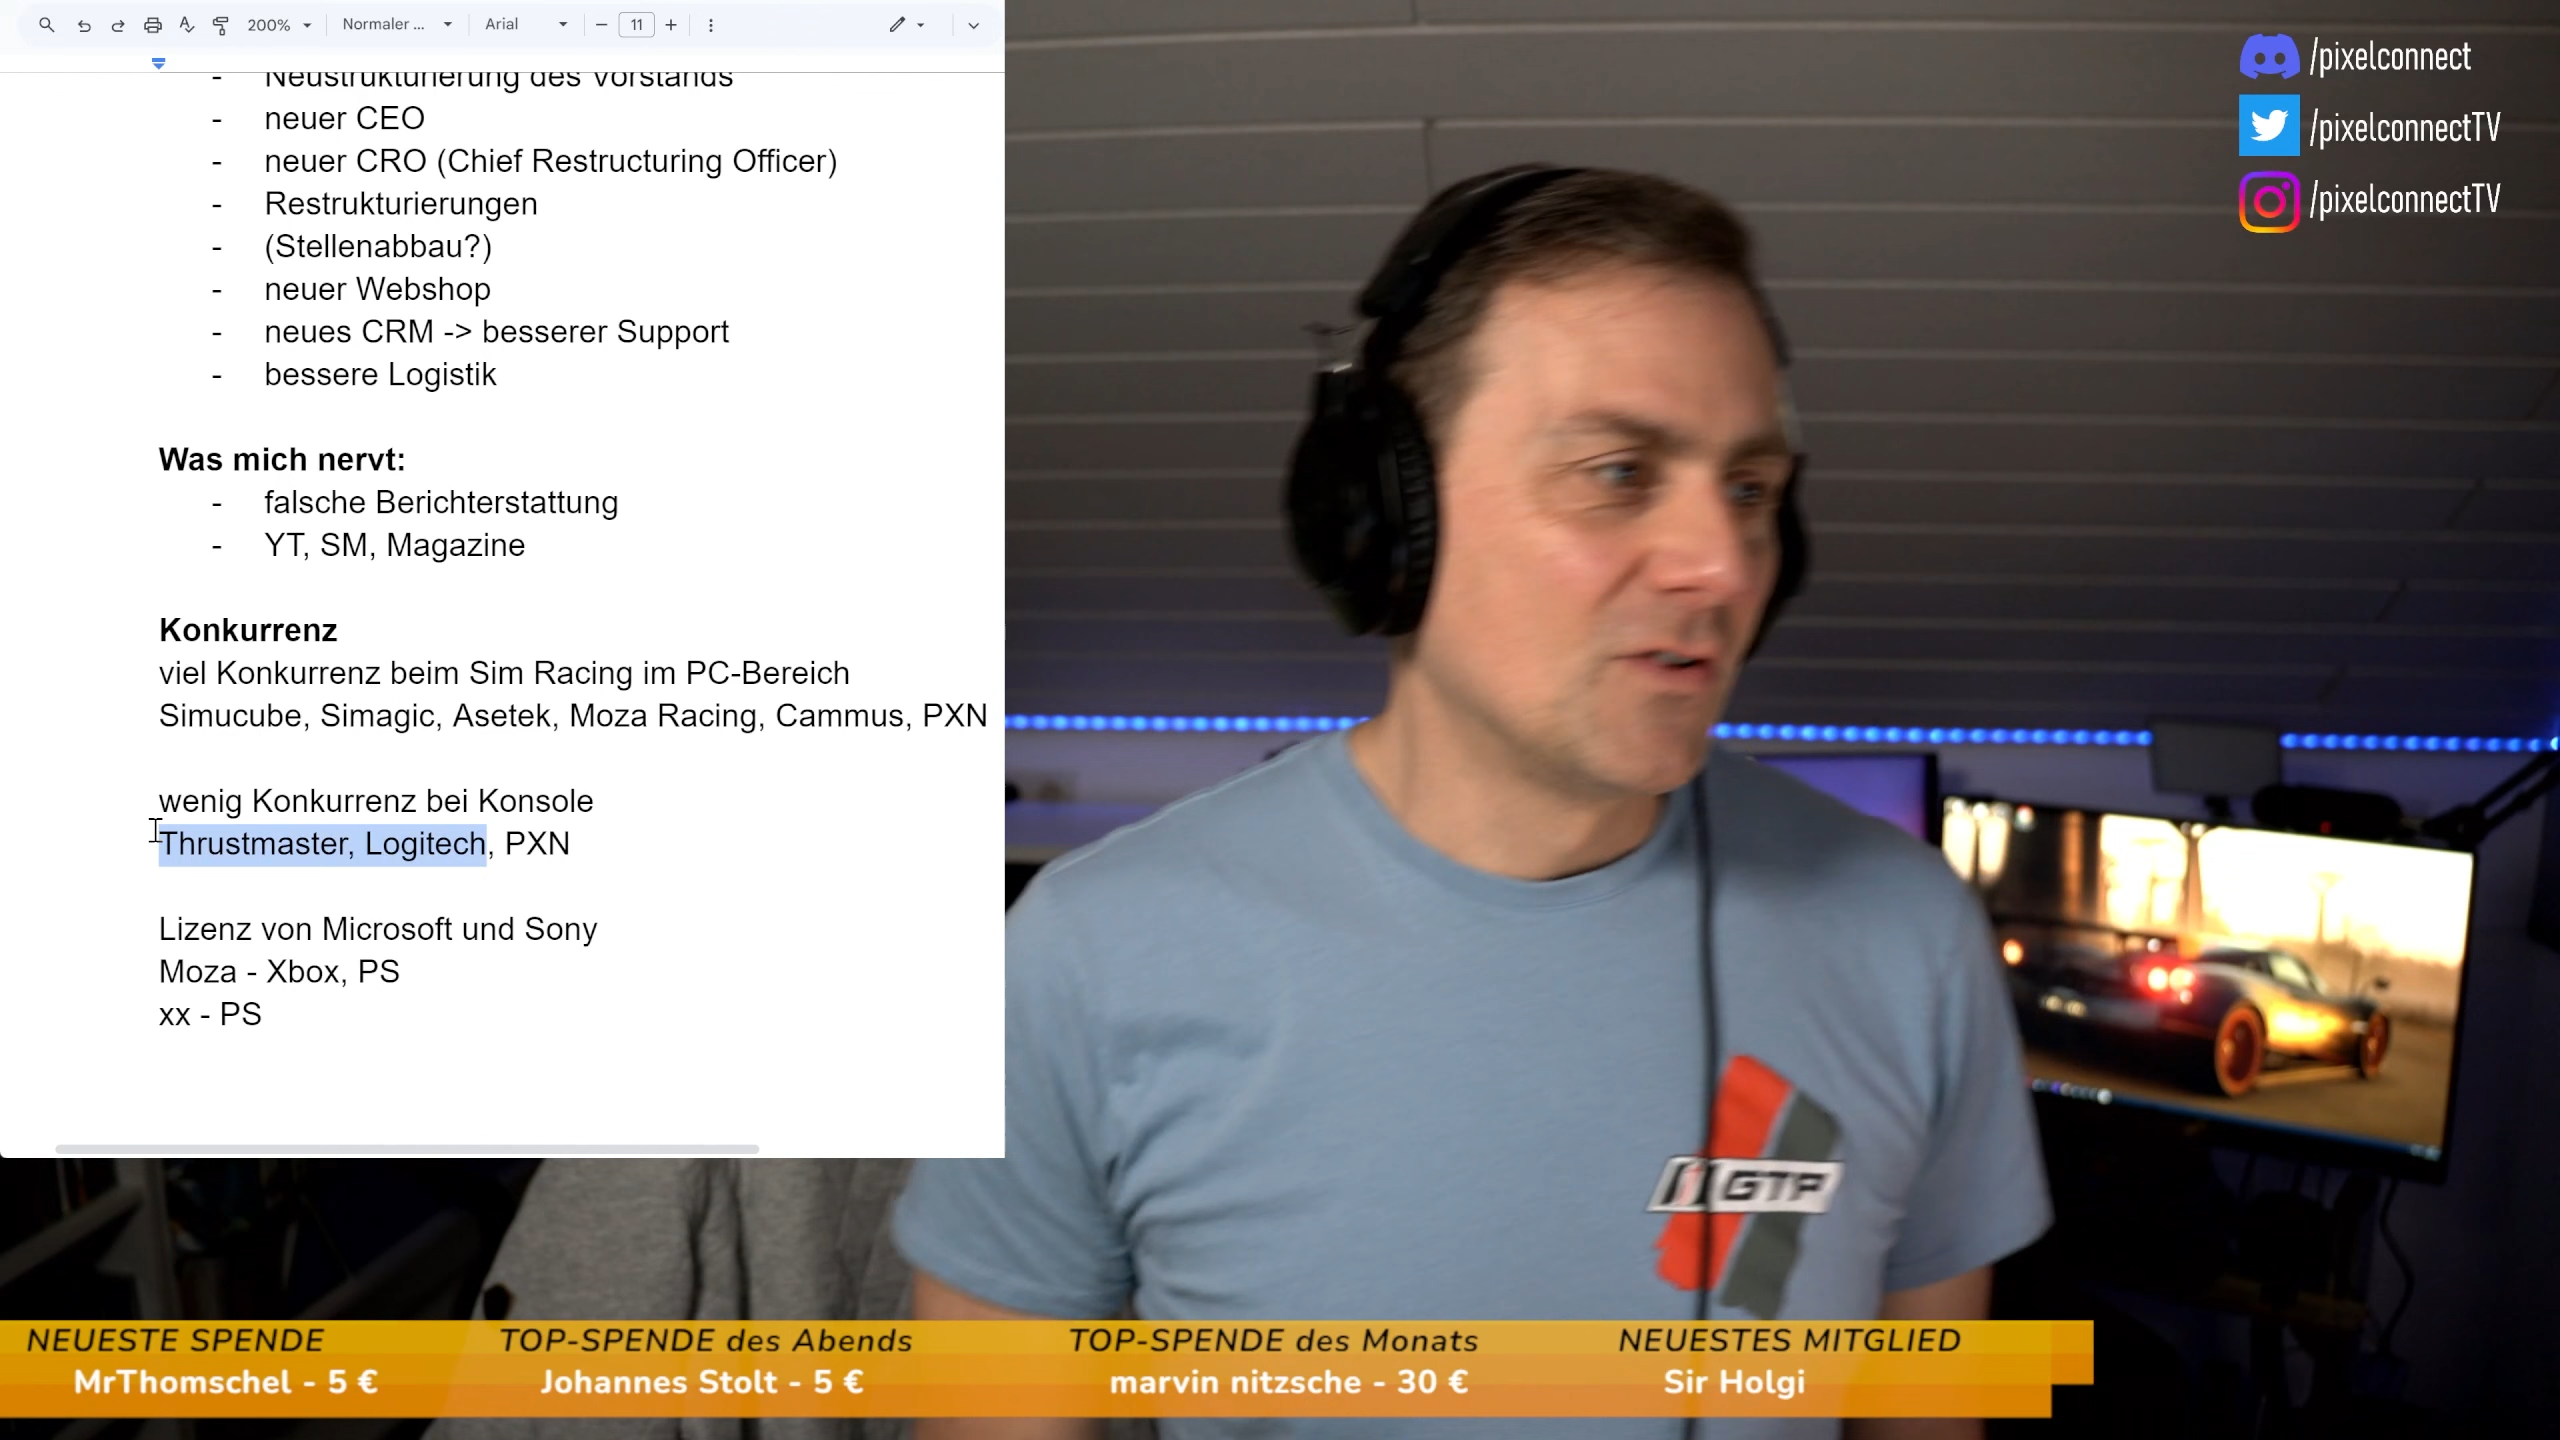 200%
Normaler ...
Arial
11
- Neustrukturierung des Vorstands
- neuer CEO
- neuer CRO (Chief Restructuring Officer)
- Restrukturierungen
- (Stellenabbau?)
- neuer Webshop
- neues CRM -> besserer Support
- bessere Logistik
Was mich nervt:
- falsche Berichterstattung
- YT, SM, Magazine
Konkurrenz
viel Konkurrenz beim Sim Racing im PC-Bereich
Simucube, Simagic, Asetek, Moza Racing, Cammus, PXN
wenig Konkurrenz bei Konsole
Thrustmaster, Logitech, PXN
Lizenz von Microsoft und Sony
Moza - Xbox, PS
xx - PS
/pixelconnect
/pixelconnectTV
/pixelconnectTV
GTP
NEUESTE SPENDE
MrThomschel - 5 €
TOP-SPENDE des Abends
Johannes Stolt - 5 €
TOP-SPENDE des Monats
marvin nitzsche - 30 €
NEUESTES MITGLIED
Sir Holgi